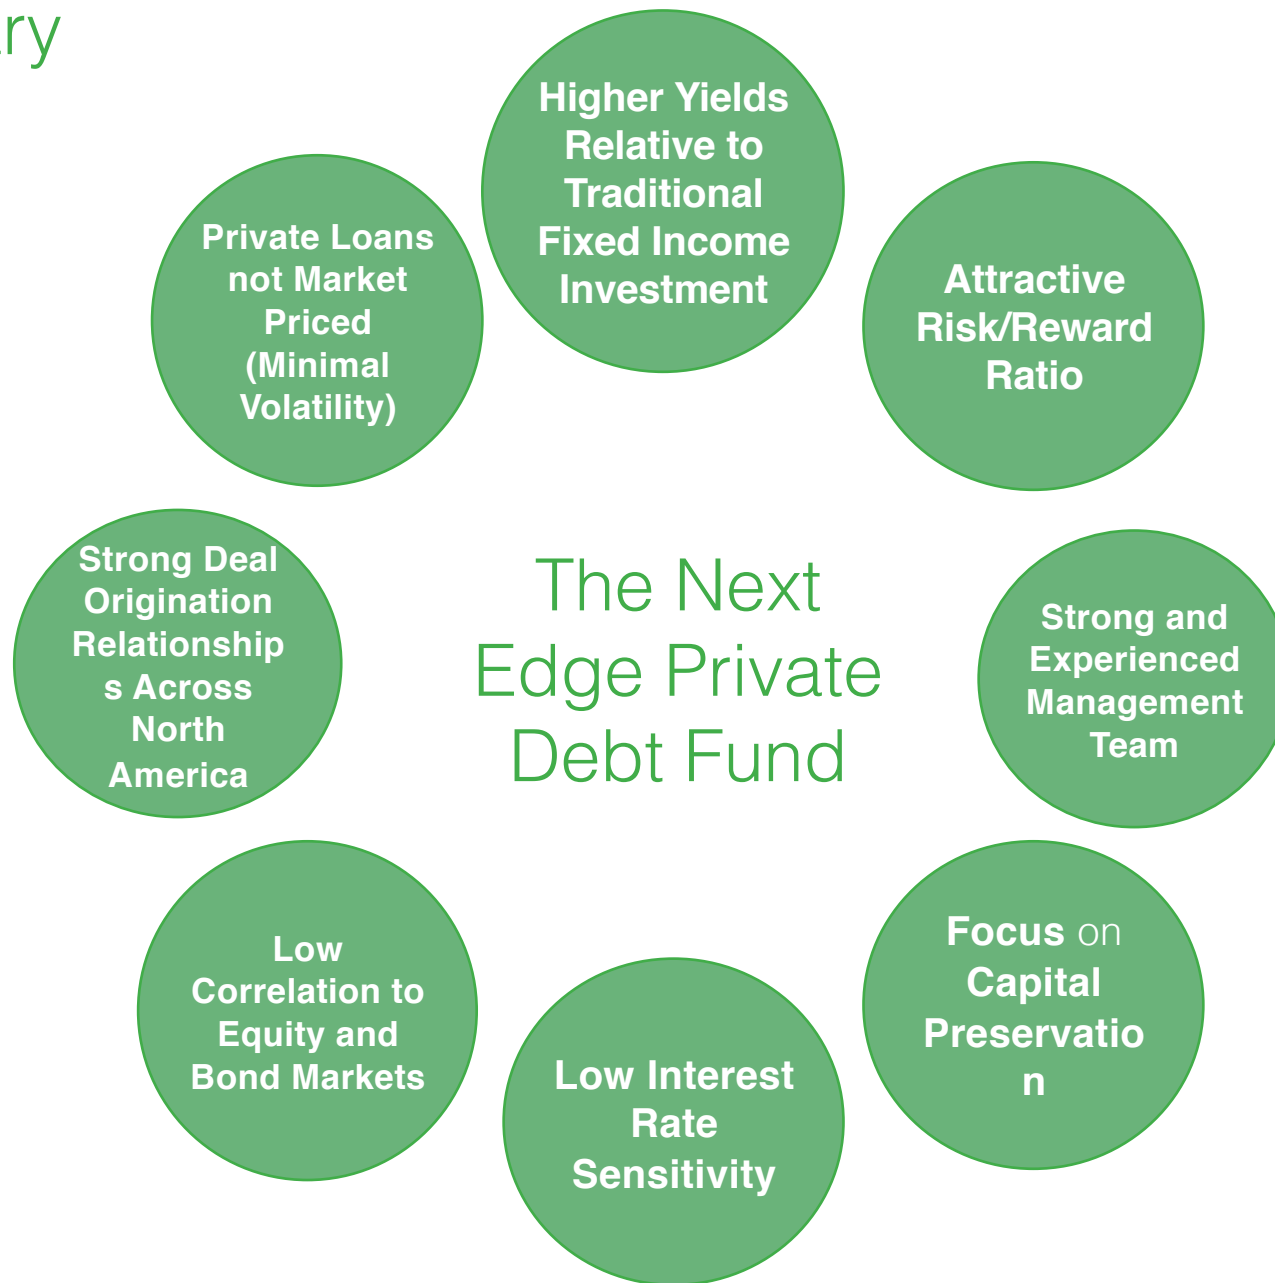 ry
Higher Yields
Relative to
Traditional
Fixed Income
Investment
Attractive
Risk/Reward
Ratio
Strong and
Experienced
Management
Team
Focus on
Capital
Preservatio
n
Low Interest
Rate
Sensitivity
Low
Correlation to
Equity and
Bond Markets
Strong Deal
Origination
Relationship
s Across
North
America
Private Loans
not Market
Priced
(Minimal
Volatility)
The Next
Edge Private
Debt Fund